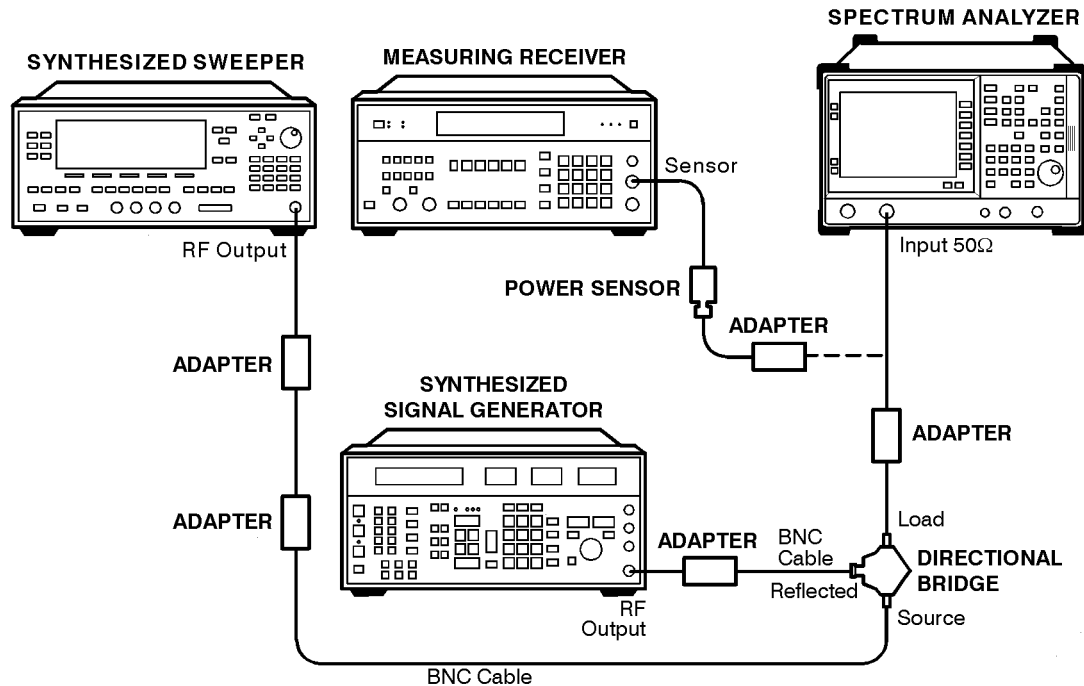 SPECTRUM ANALYZER
SYNTHESIZED SWEEPER
MEASURING RECEIVER
Sensor
RF Output
Input 50Ω
POWER SENSOR
ADAPTER
ADAPTER
SYNTHESIZED
SIGNAL GENERATOR
ADAPTER
ADAPTER
Load
ADAPTER
BNC
Cable
DIRECTIONAL
BRIDGE
Reflected
RF
Output
Source
BNC Cable